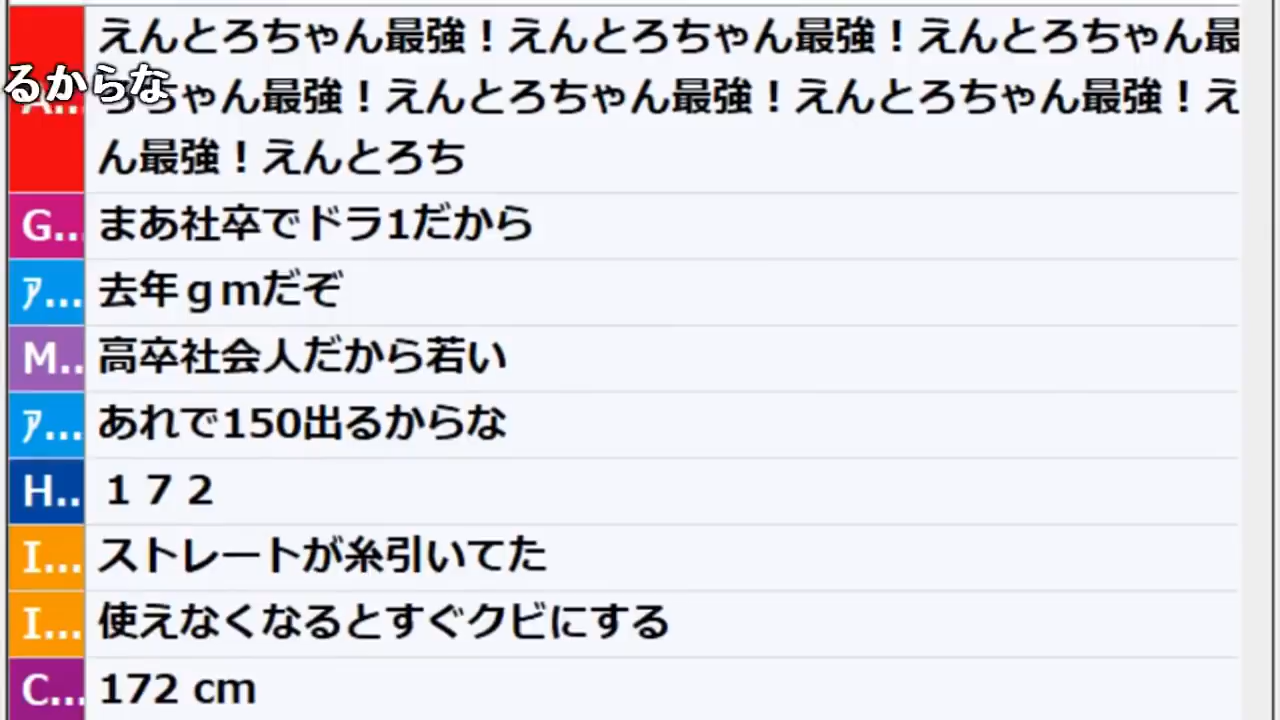 えんとろちゃん最強！えんとろちゃん最強！えんとろちゃん最
るからな
ろちゃん最強！えんとろちゃん最強！えんとろちゃん最強！え
A...
ん最強！えんとろち
G...
まあ社卒でドラ1だから
ｱ...
去年ｇmだぞ
M..
高卒社会人だから若い
ｱ...
あれで150出るからな
H..
１７２
I...
ストレートが糸引いてた
I...
使えなくなるとすぐクビにする
C...
172 cm